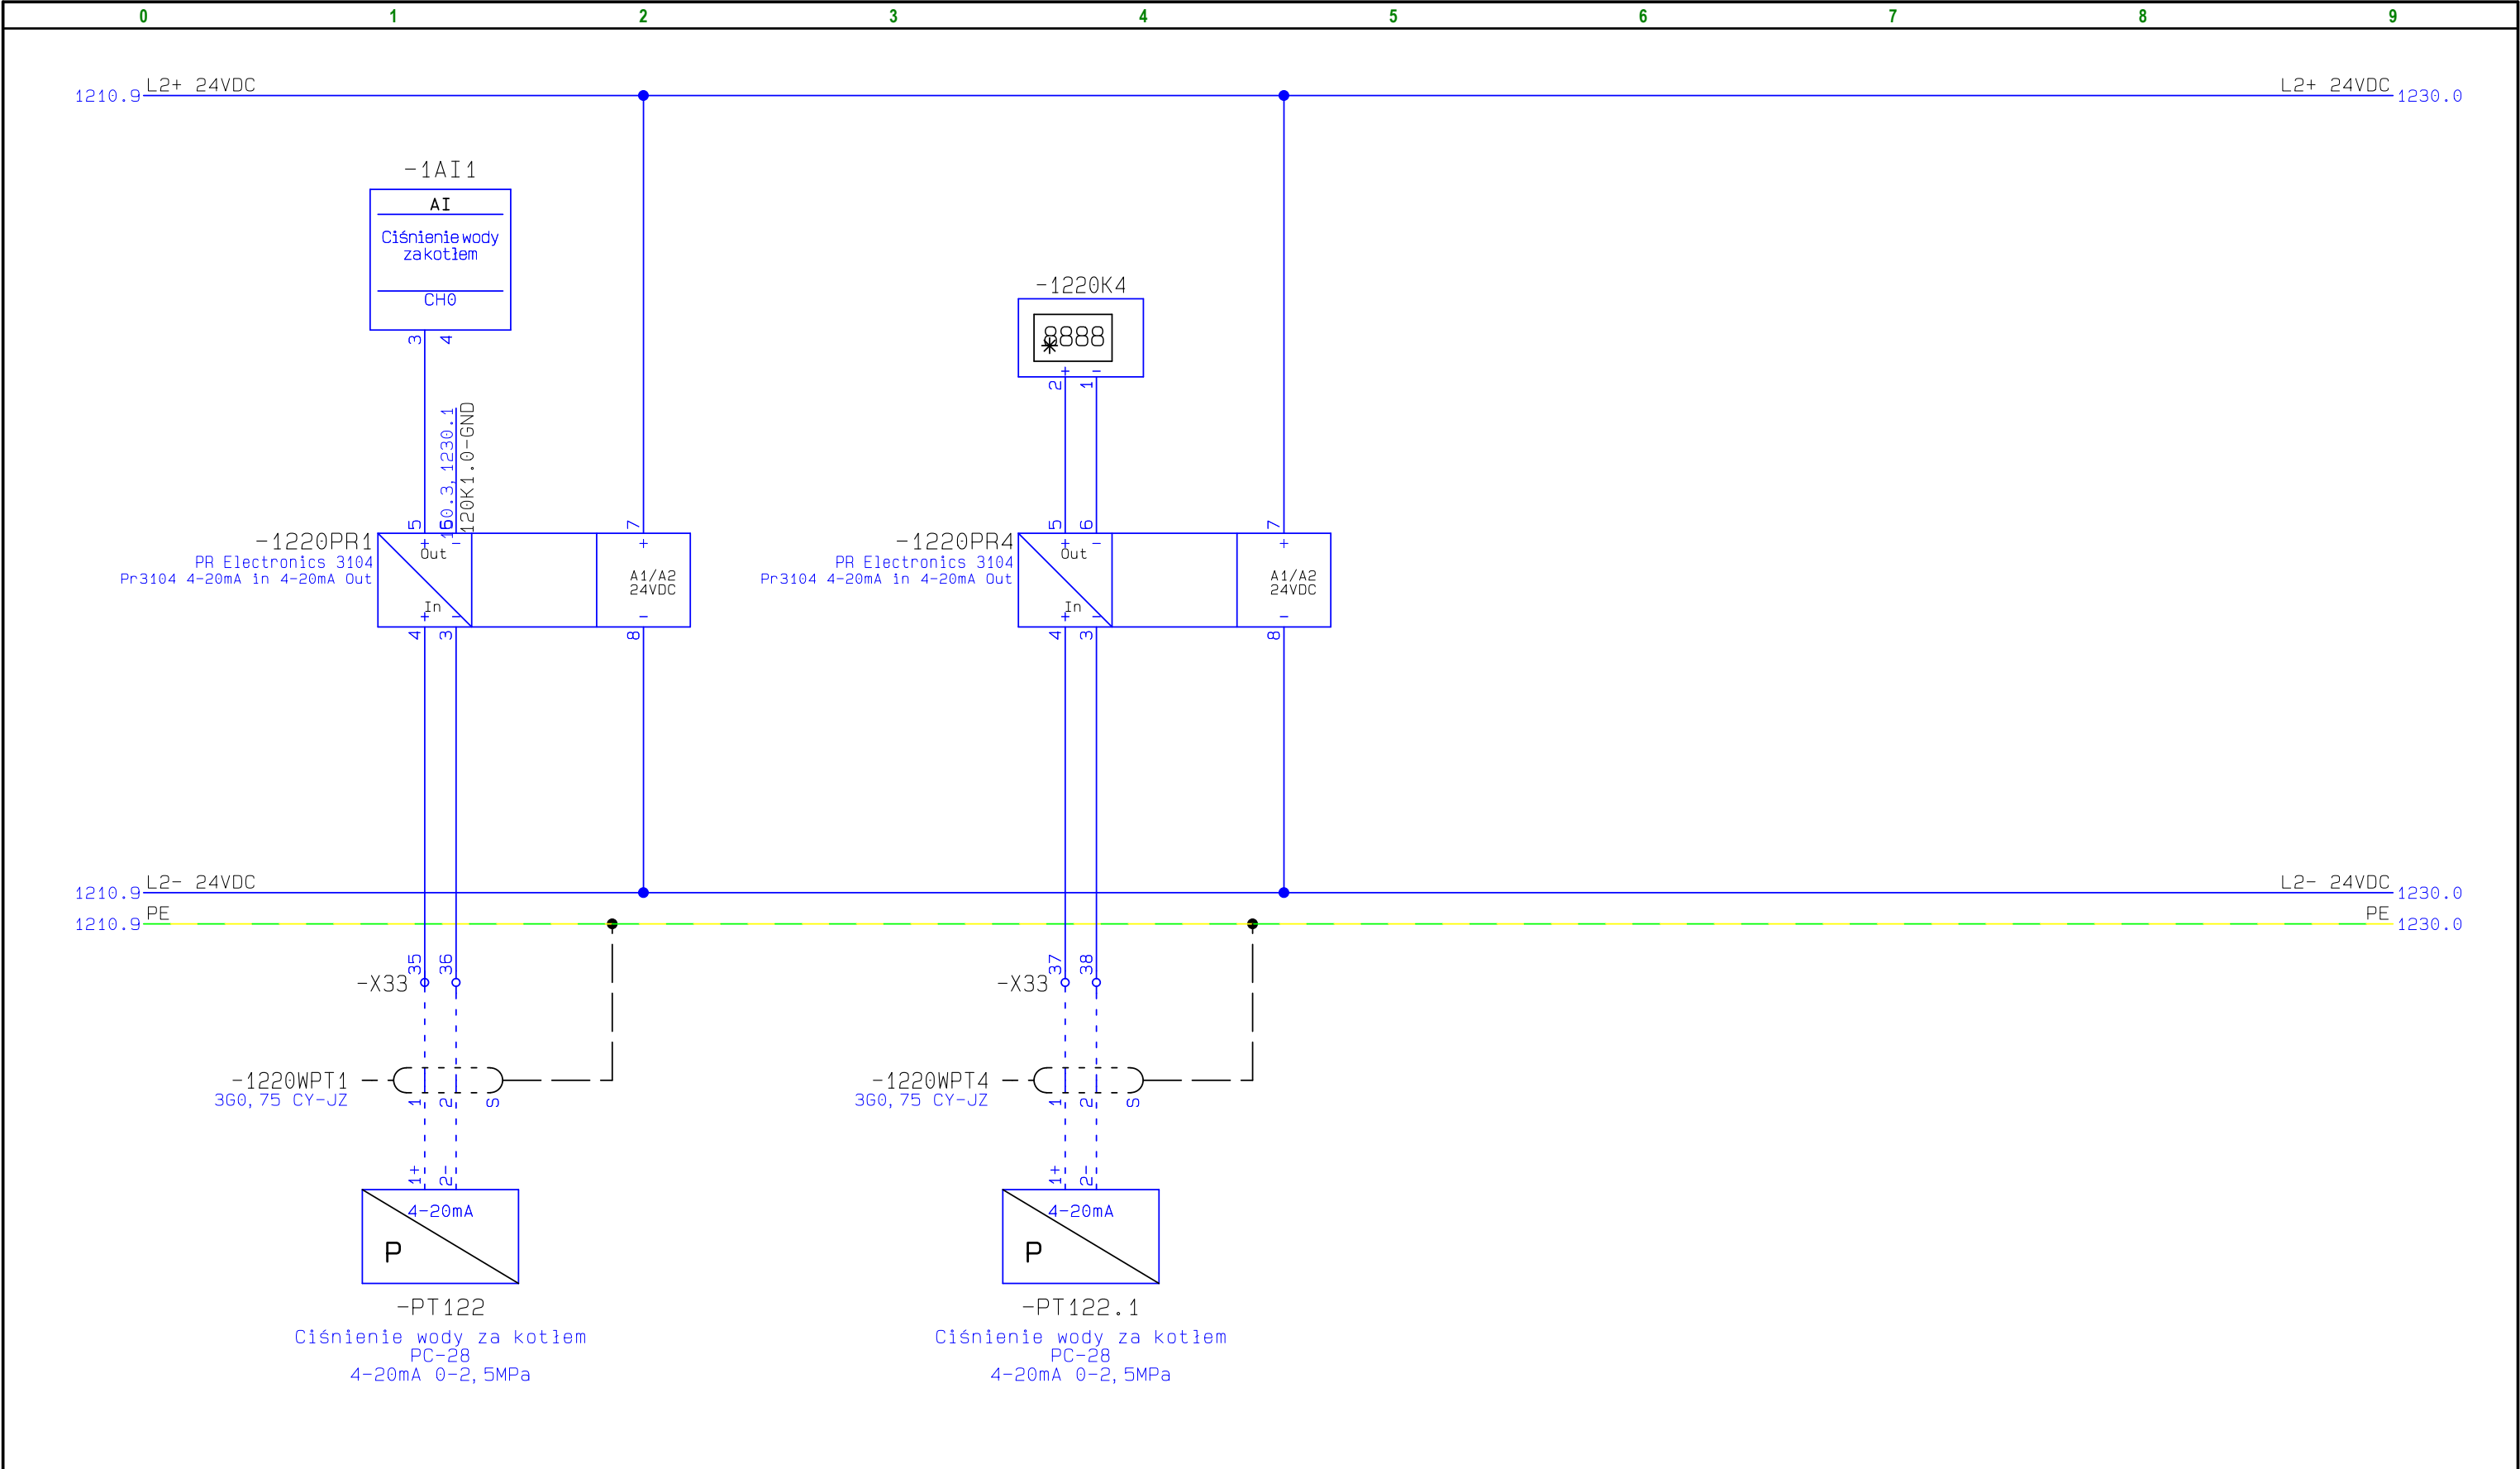 0 1 2 3 4 5 6 7 8 9
L2+ 24VDC
1210.9
L2+ 24VDC
1230.0
-1AI1
AI
Ciśnienie wody
za kotłem
CH0
3 4
1230.1
120K1.0-GND
5 7
-1220PR1
PR Electronics 3104
Pr3104 4-20mA in 4-20mA Out
+ -
Out
In
+ -
+
A1/A2
24VDC
-
4 3 8
-1220K4
8888
+ -
2 1
5 6 7
-1220PR4
PR Electronics 3104
Pr3104 4-20mA in 4-20mA Out
+ -
Out
In
+ -
+
A1/A2
24VDC
-
4 3 8
L2- 24VDC
1210.9
L2- 24VDC
1230.0
PE
1210.9
PE
1230.0
35 36
-X33
-1220WPT1
3G0,75 CY-JZ
1 2 S
1+ 2-
4-20mA
P
-PT122
Ciśnienie wody za kotłem
PC-28
4-20mA 0-2,5MPa
37 38
-X33
-1220WPT4
3G0,75 CY-JZ
1 2 S
1+ 2-
4-20mA
P
-PT122.1
Ciśnienie wody za kotłem
PC-28
4-20mA 0-2,5MPa